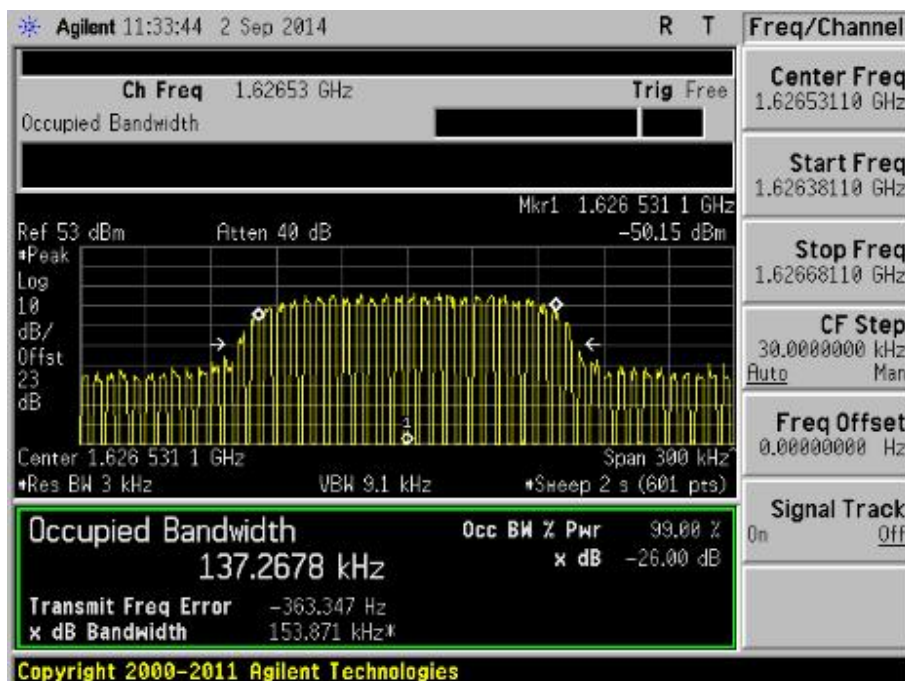 Agilent 11:33:44 2 Sep 2014 R T
Freq/Channel
Ch Freq 1.62653 GHz Trig Free
Occupied Bandwidth
Center Freq
1.62653110 GHz
Start Freq
1.62638110 GHz
Stop Freq
1.62668110 GHz
CF Step
30.0000000 kHz
Auto Man
Freq Offset
0.00000000 Hz
Signal Track
On Off
Mkr1 1.626 531 1 GHz
Ref 53 dBm Atten 40 dB -50.15 dBm
#Peak
Log
10
dB/
Offst
23
dB
1
Center 1.626 531 1 GHz Span 300 kHz^
#Res BW 3 kHz VBW 9.1 kHz #Sweep 2 s (601 pts)
Occupied Bandwidth
137.2678 kHz
Occ BW % Pwr 99.00 %
x dB -26.00 dB
Transmit Freq Error -363.347 Hz
x dB Bandwidth 153.871 kHz*
Copyright 2000-2011 Agilent Technologies